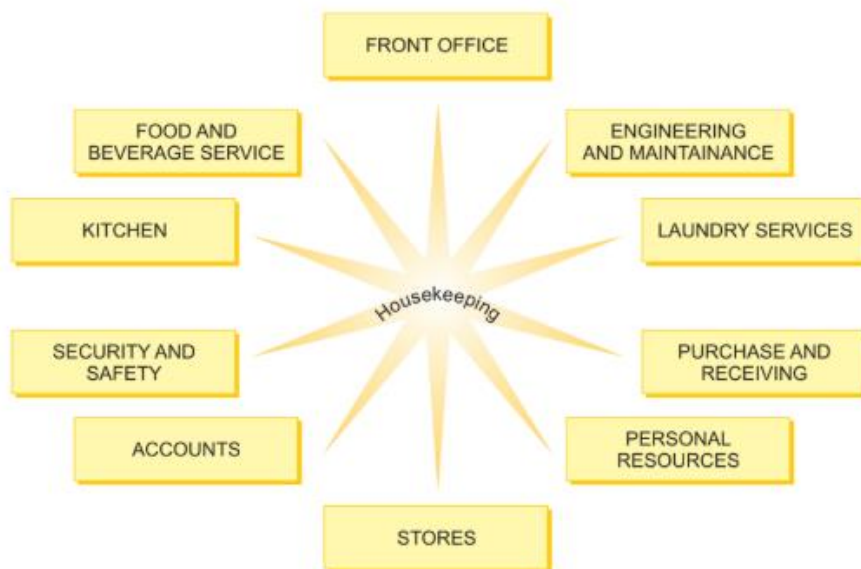 FRONT OFFICE
FOOD AND
BEVERAGE SERVICE
ENGINEERING
AND MAINTAINANCE
KITCHEN
LAUNDRY SERVICES
Housekeeping
SECURITY AND
SAFETY
PURCHASE AND
RECEIVING
ACCOUNTS
PERSONAL
RESOURCES
STORES